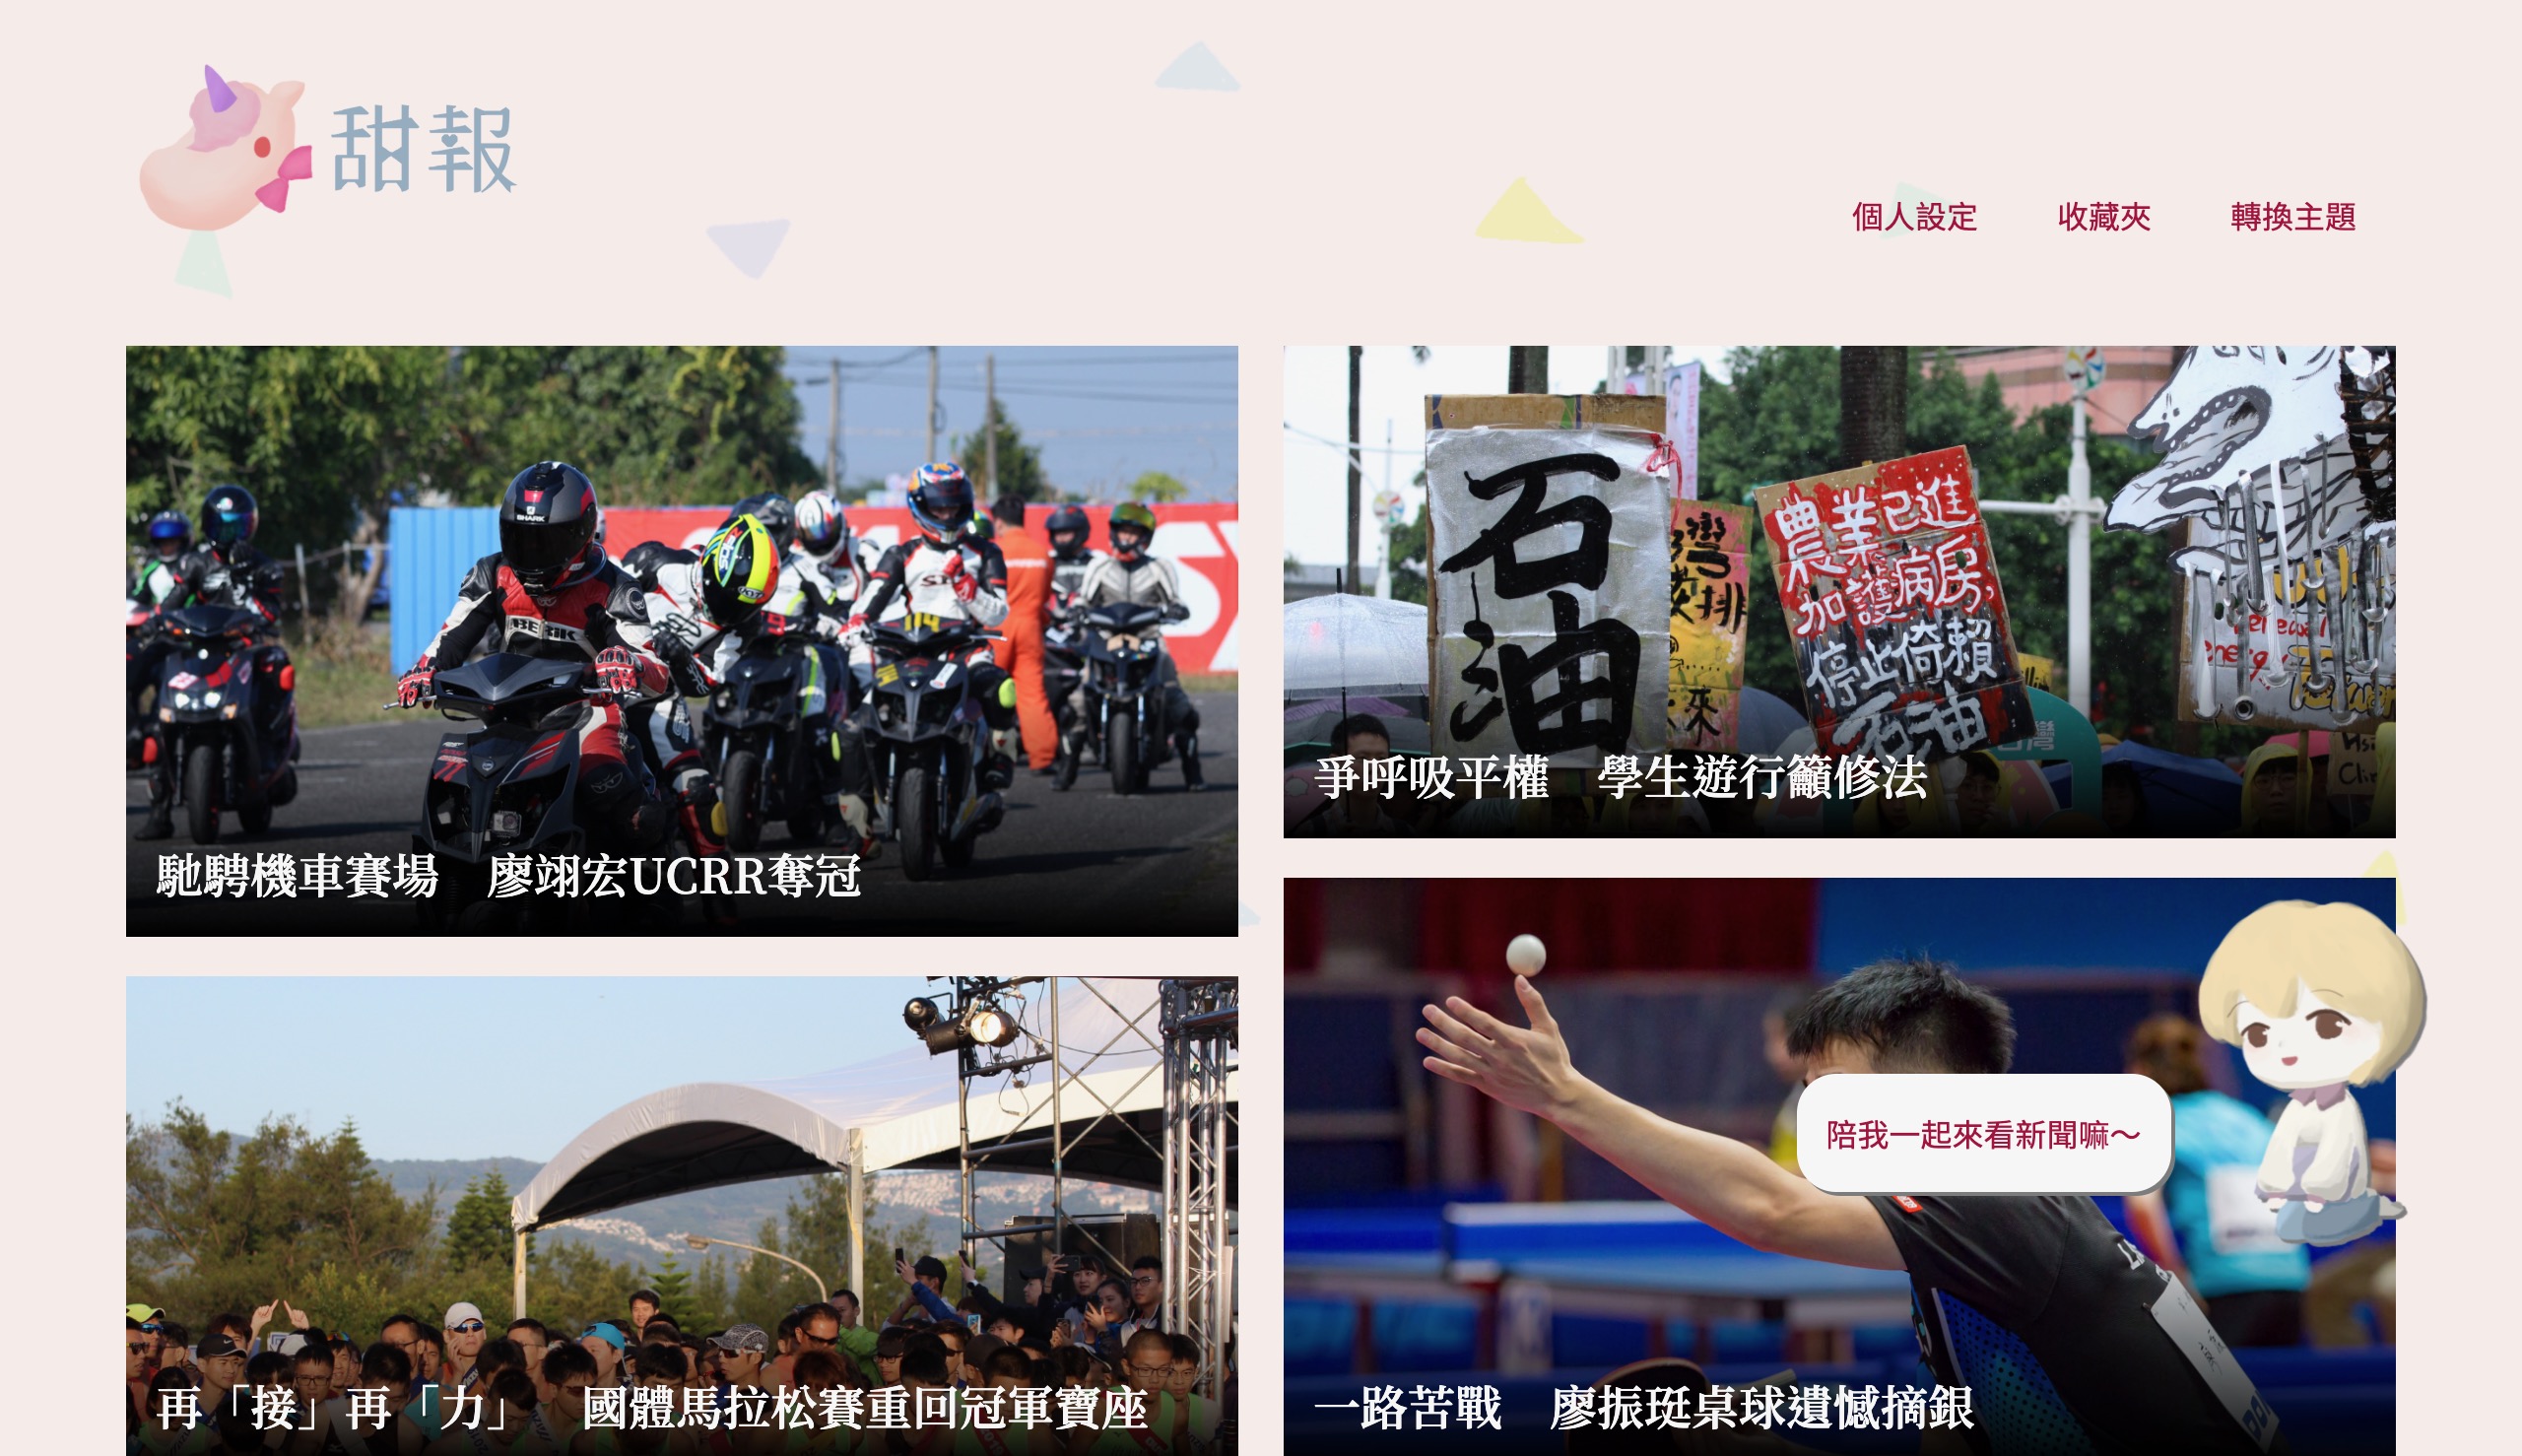 甜報
個人設定 收藏夾 轉換主題
SHARK
114
馳騁機車賽場 廖翊宏UCRR奪冠
石油
農業已進
加護病房，
停止倚賴
石油
energy
爭呼吸平權 學生遊行籲修法
陪我一起來看新聞嘛～
再「接」再「力」 國體馬拉松賽重回冠軍寶座
一路苦戰 廖振珽桌球遺憾摘銀